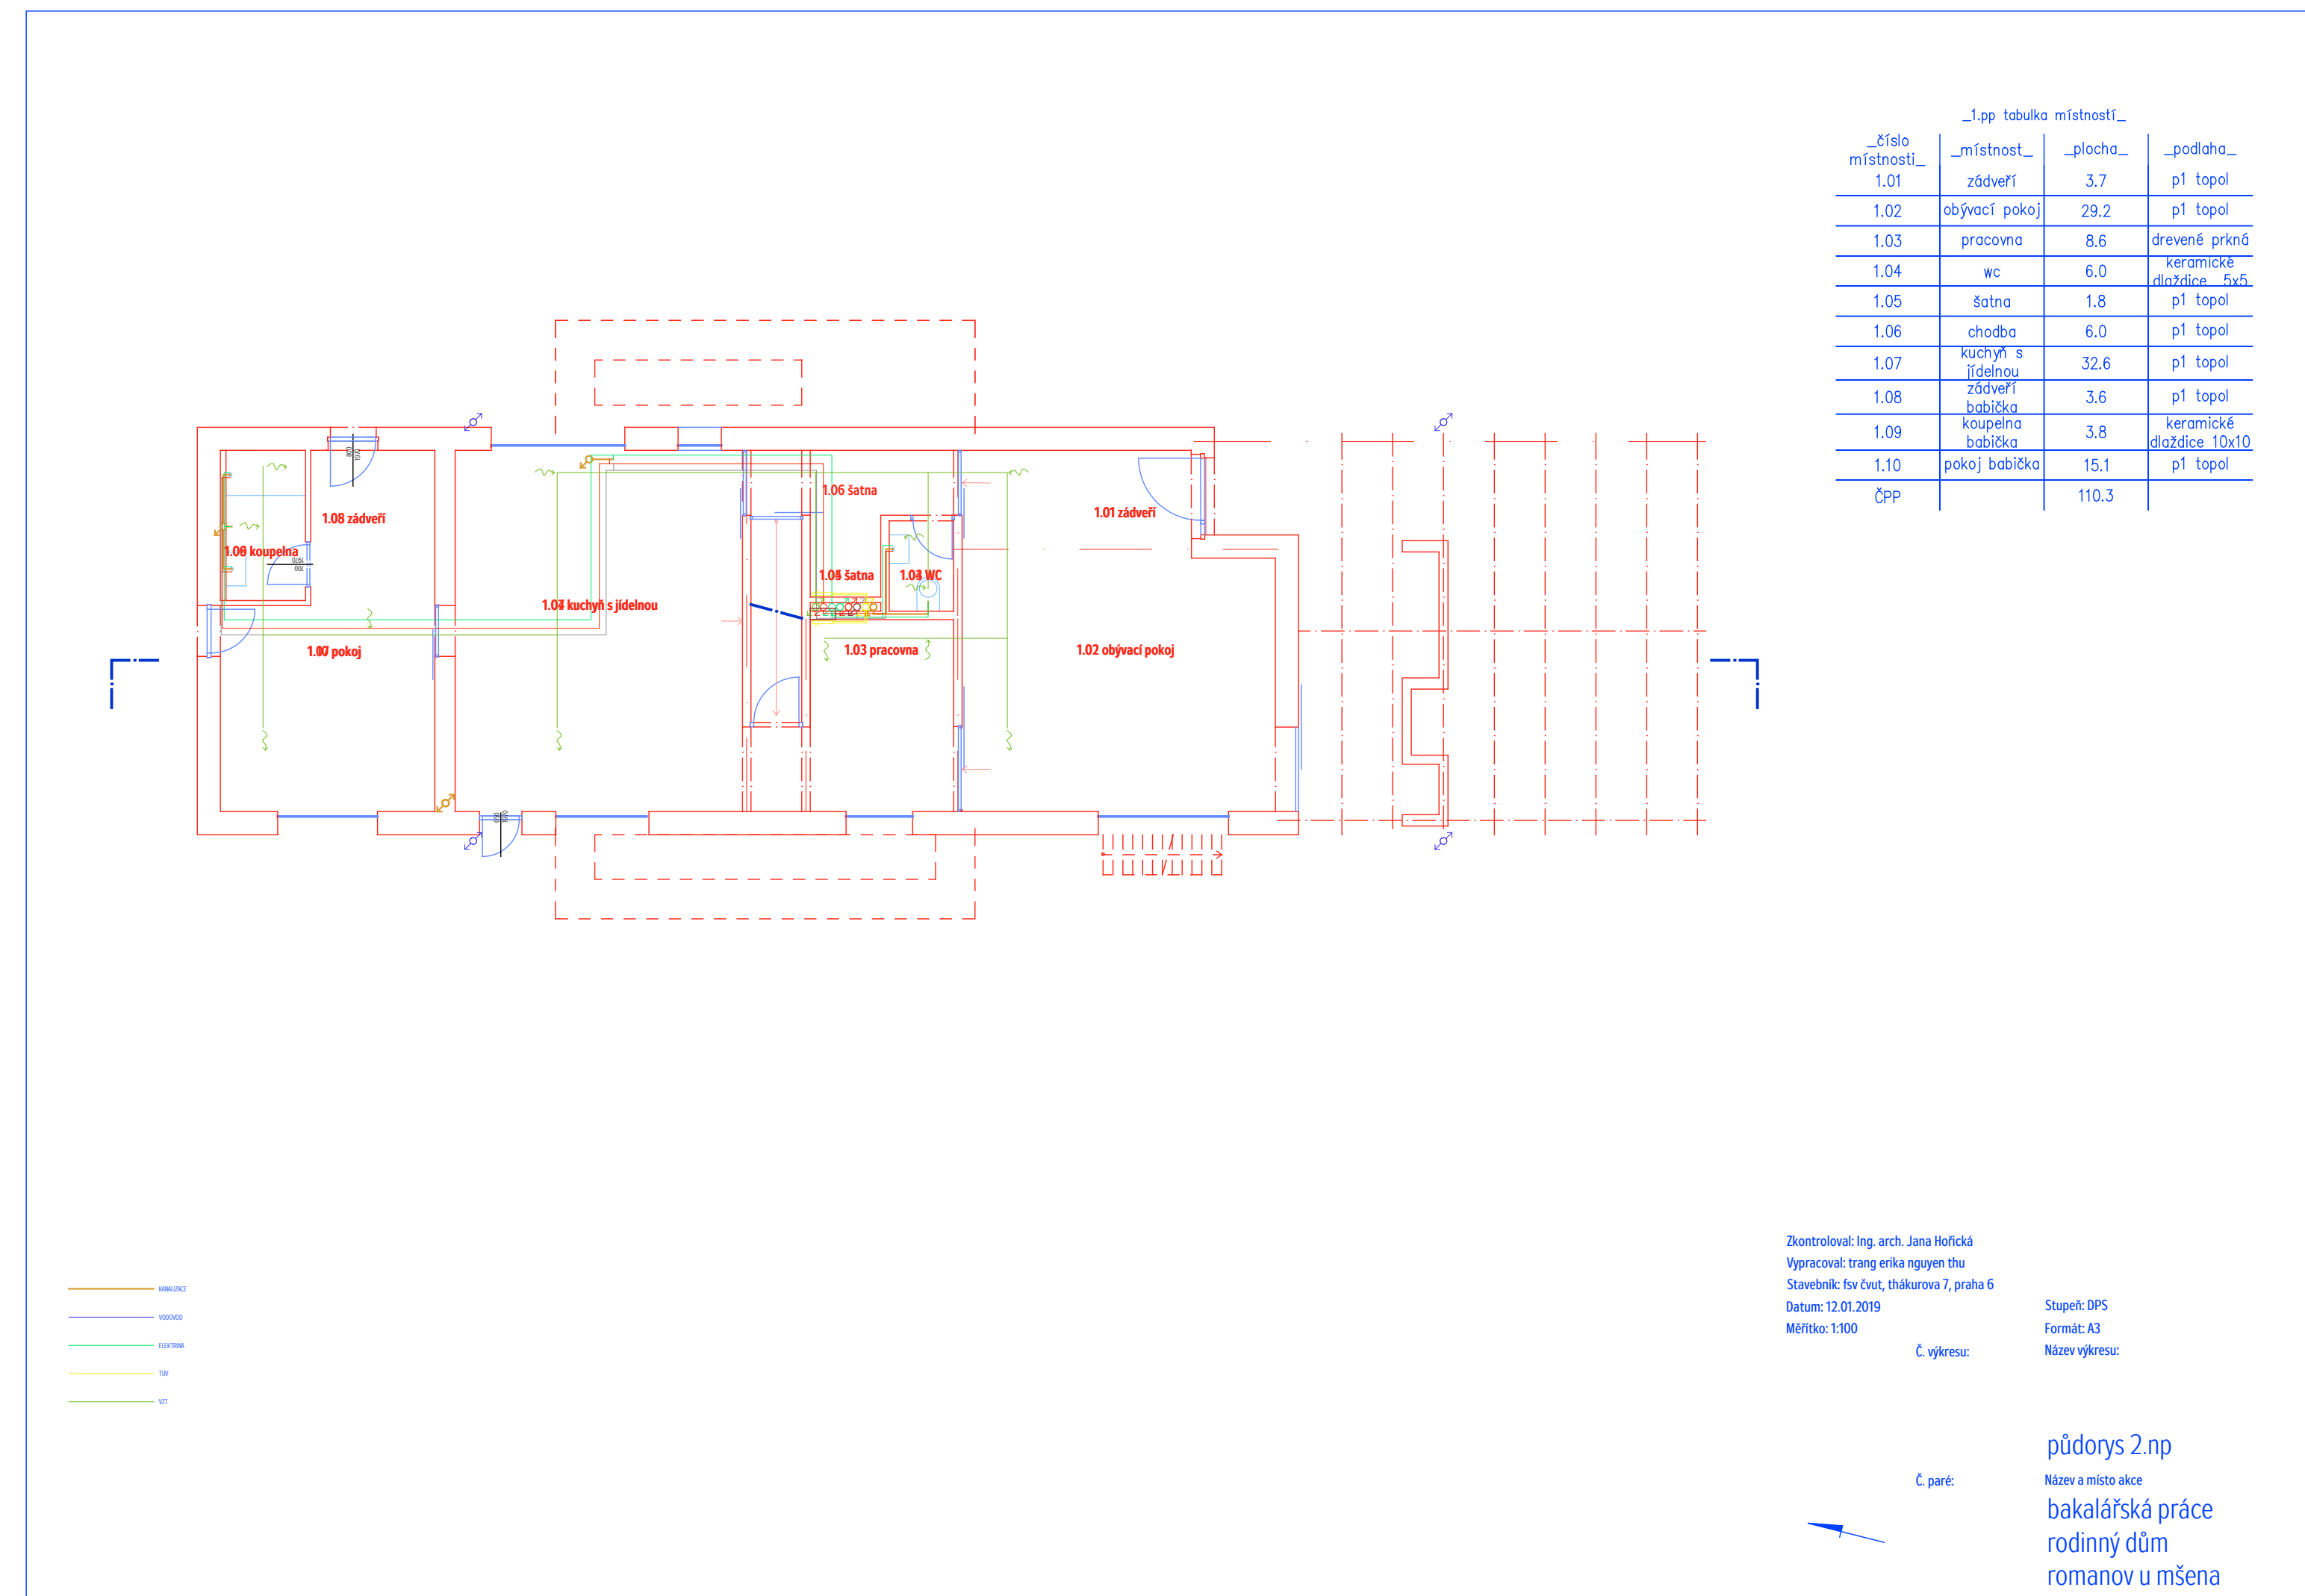 _1.pp tabulka místností_
_číslo místnosti_ _místnost_ _plocha_ _podlaha_
1.01 zádveří 3.7 p1 topol
1.02 obývací pokoj 29.2 p1 topol
1.03 pracovna 8.6 drevené prkná
1.04 wc 6.0 keramické dlaždice 5x5
1.05 šatna 1.8 p1 topol
1.06 chodba 6.0 p1 topol
1.07 kuchyň s jídelnou 32.6 p1 topol
1.08 zádveří babička 3.6 p1 topol
1.09 koupelna babička 3.8 keramické dlaždice 10x10
1.10 pokoj babička 15.1 p1 topol
ČPP 110.3
800
1970
1.06 šatna
1.01 zádveří
1.08 zádveří
koupelna
700
1970
šatna
WC
kuchyň s jídelnou
pokoj
1.03 pracovna
1.02 obývací pokoj
1970
KANALIZACE
VODOVOD
ELEKTRINA
TUV
VZT
Zkontroloval: Ing. arch. Jana Hořická
Vypracoval: trang erika nguyen thu
Stavebník: fsv čvut, thákurova 7, praha 6
Datum: 12.01.2019
Stupeň: DPS
Měřítko: 1:100
Formát: A3
Č. výkresu:
Název výkresu:
půdorys 2.np
Č. paré:
Název a místo akce
bakalářská práce
rodinný dům
romanov u mšena